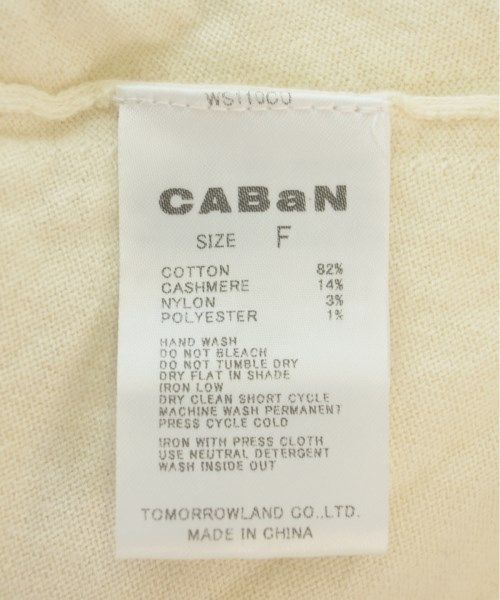 WS110CU
CABaN
SIZE F
COTTON 82%
CASHMERE 14%
NYLON 3%
POLYESTER 1%
HAND WASH
DO NOT BLEACH
DO NOT TUMBLE DRY
DRY FLAT IN SHADE
IRON LOW
DRY CLEAN SHORT CYCLE
MACHINE WASH PERMANENT
PRESS CYCLE COLD
IRON WITH PRESS CLOTH
USE NEUTRAL DETERGENT
WASH INSIDE OUT
TOMORROWLAND CO.,LTD.
MADE IN CHINA